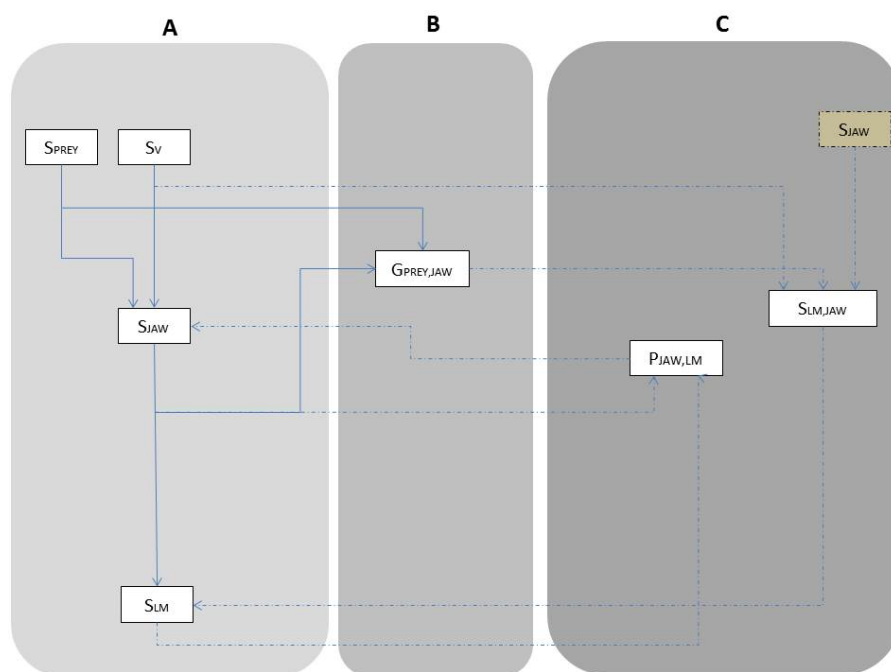 A
B
C
SPREY
SV
SJAW
GPREY,JAW
SLM,JAW
SJAW
PJAW,LM
SLM